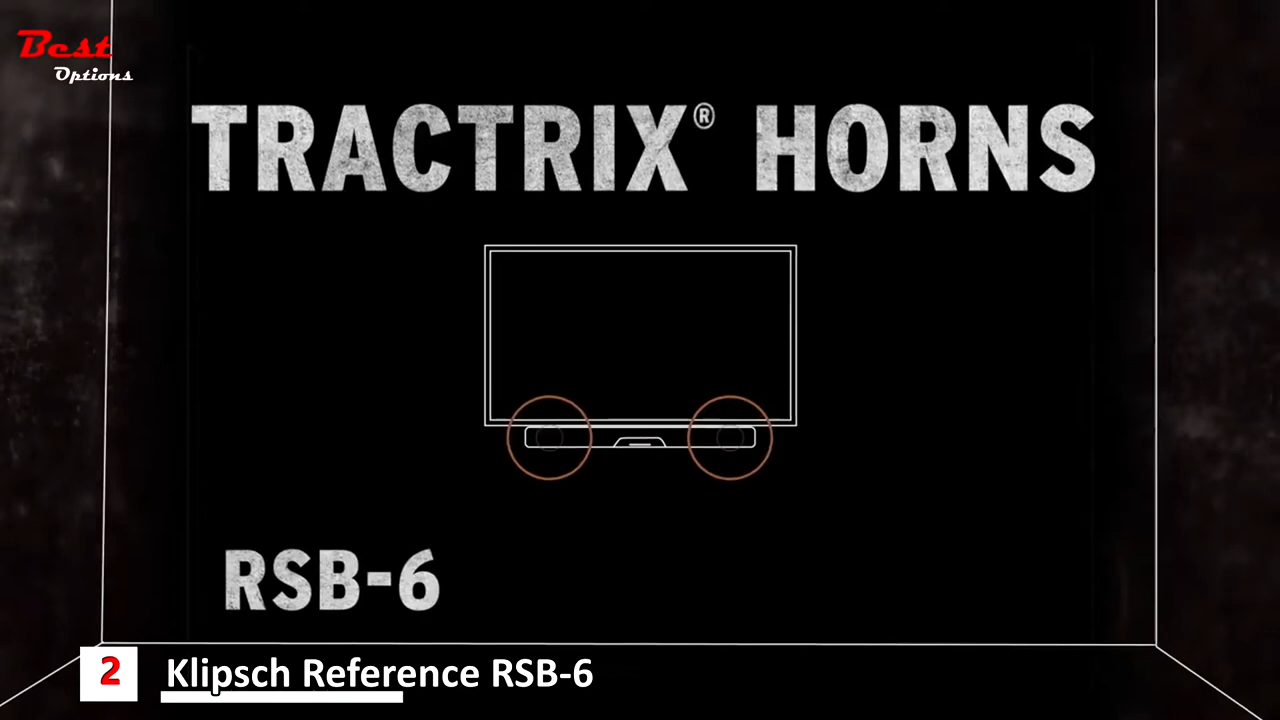 Best
Options
TRACTRIX® HORNS
RSB-6
2 Klipsch Reference RSB-6